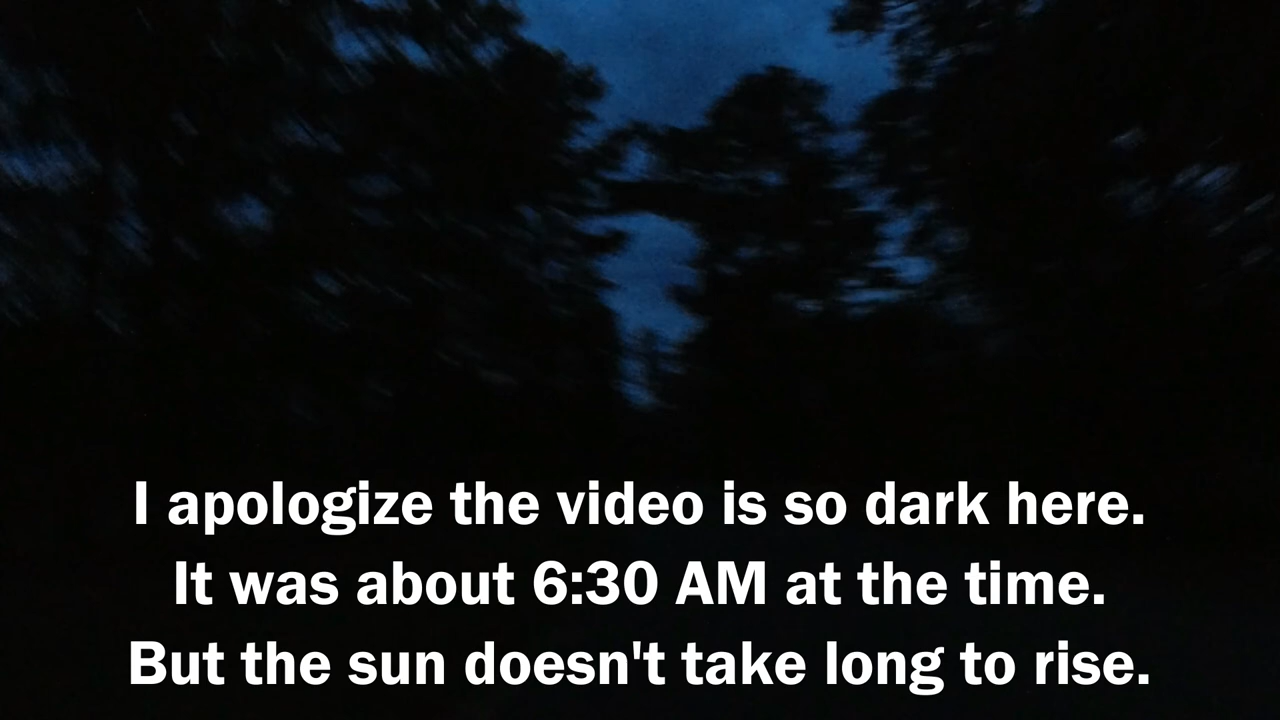 I apologize the video is so dark here.
It was about 6:30 AM at the time.
But the sun doesn't take long to rise.